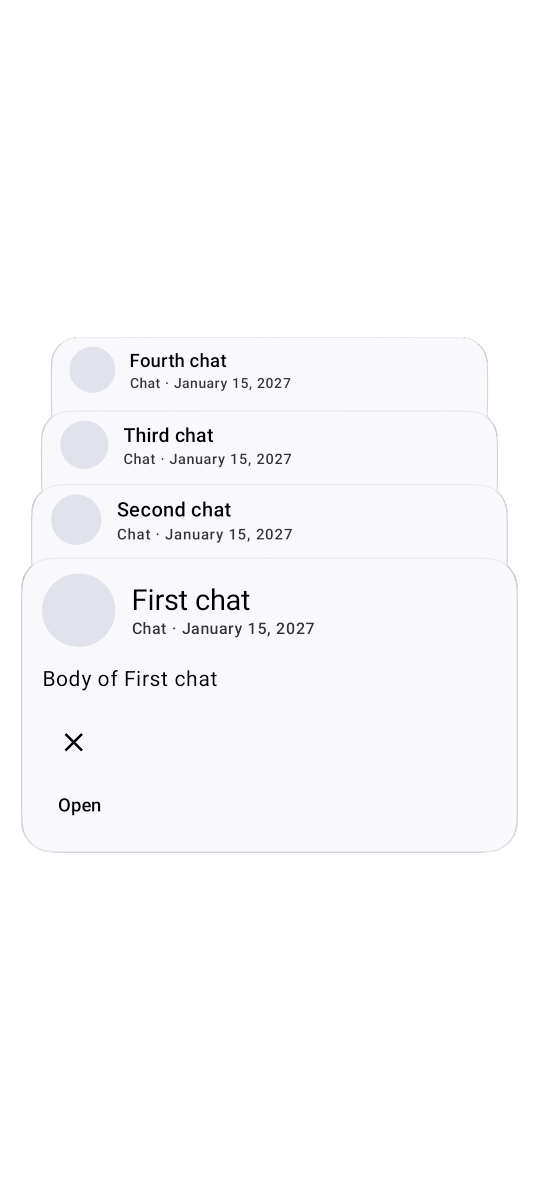 Fourth chat
Chat · January 15, 2027
Third chat
Chat · January 15, 2027
Second chat
Chat · January 15, 2027
First chat
Chat · January 15, 2027
Body of First chat
Open